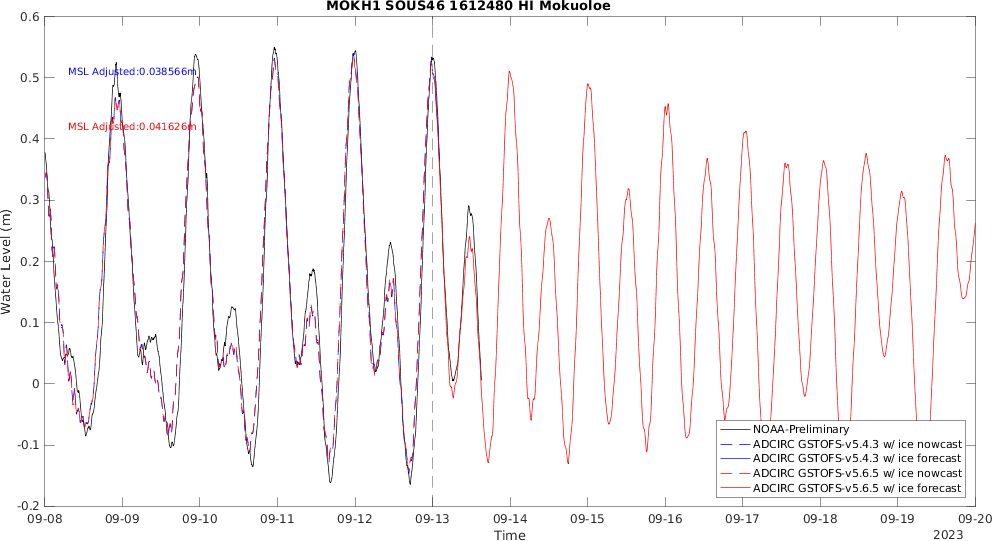 MOKH1 SOUS46 1612480 HI Mokuoloe
0.6
0.5
0.4
0.3
0.2
0.1
0
-0.1
-0.2
Water Level (m)
MSL Adjusted:0.038566m
MSL Adjusted:0.041626m
NOAA-Preliminary
ADCIRC GSTOFS-v5.4.3 w/ ice nowcast
ADCIRC GSTOFS-v5.4.3 w/ ice forecast
ADCIRC GSTOFS-v5.6.5 w/ ice nowcast
ADCIRC GSTOFS-v5.6.5 w/ ice forecast
09-08 09-09 09-10 09-11 09-12 09-13 09-14 09-15 09-16 09-17 09-18 09-19 09-20
Time
2023